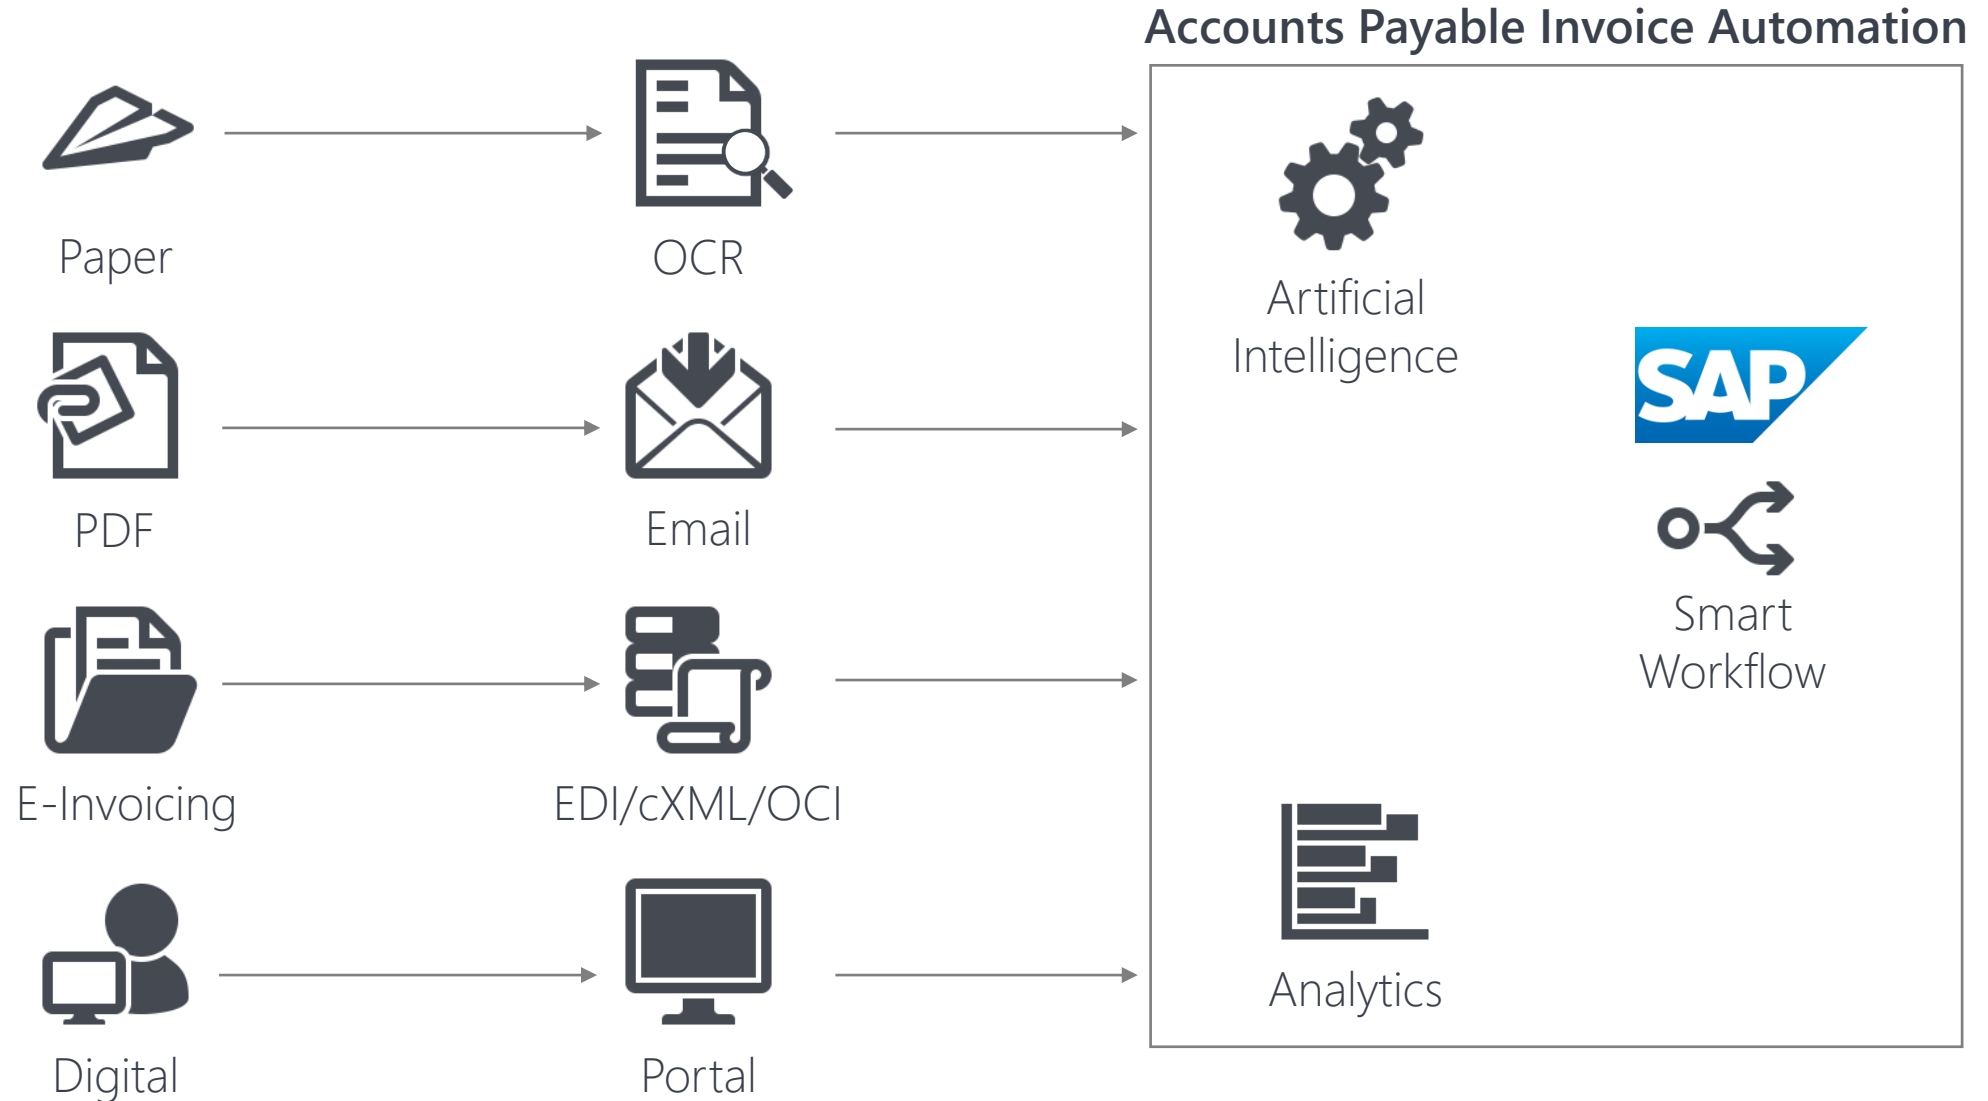 Accounts Payable Invoice Automation
Paper
OCR
Artificial
Intelligence
SAP
PDF
Email
Smart
Workflow
E-Invoicing
EDI/cXML/OCI
Analytics
Digital
Portal